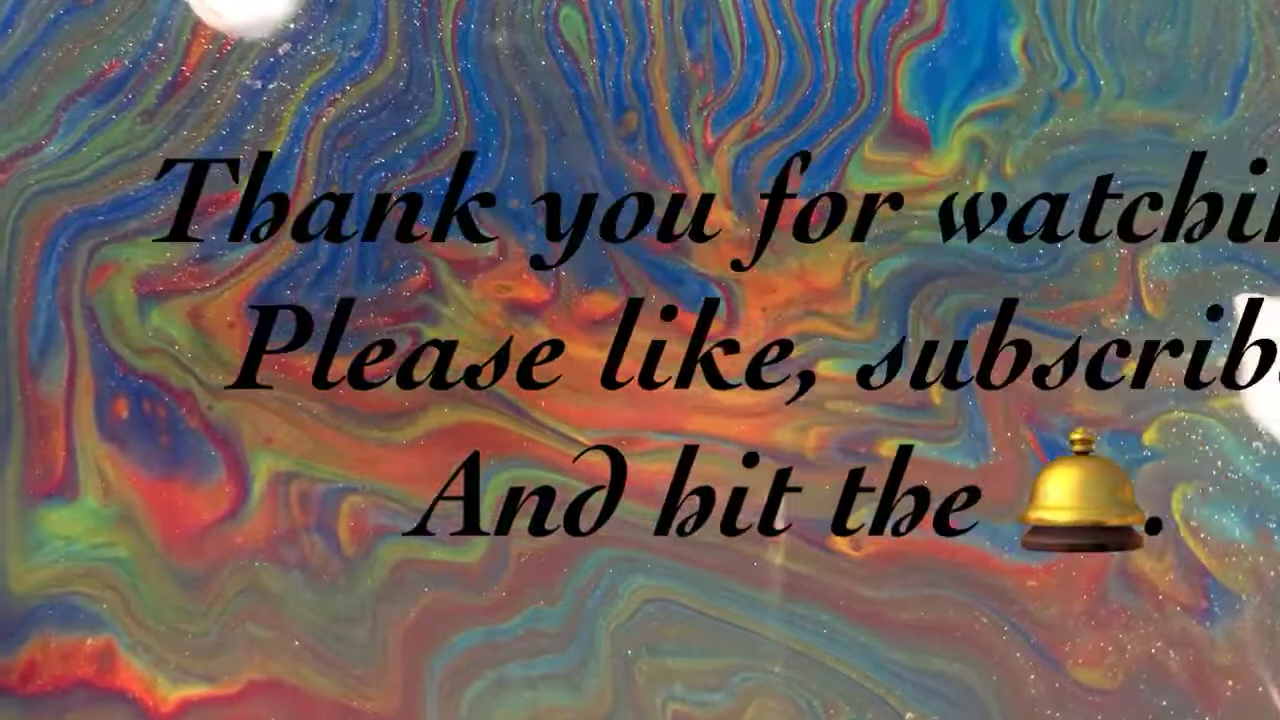 Thank you for watchi
Please like, subscrib
And hit the 🛎.